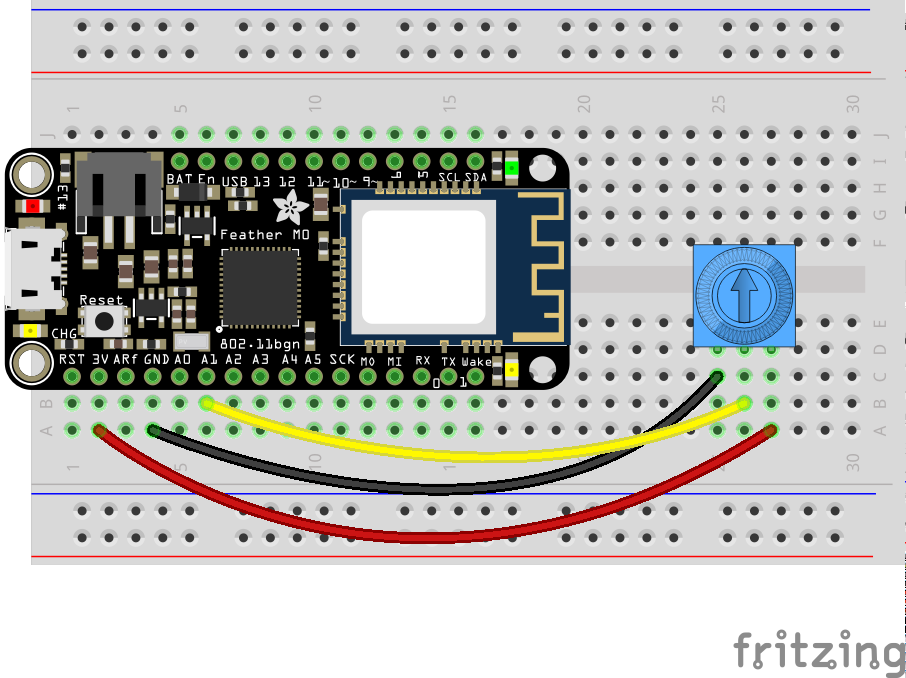 1 5 10 15 20 25 30
J
I
H
G
F
BAT En USB 13 12 11~ 10~ 9~ 6 5 SCL SDA
#13
Feather M0
Reset
CHG
802.11bgn
RST 3V ARf GND A0 A1 A2 A3 A4 A5 SCK MO MI RX TX Wake
0 1
E
D
C
B
A
1 5 10 1 30
fritzing